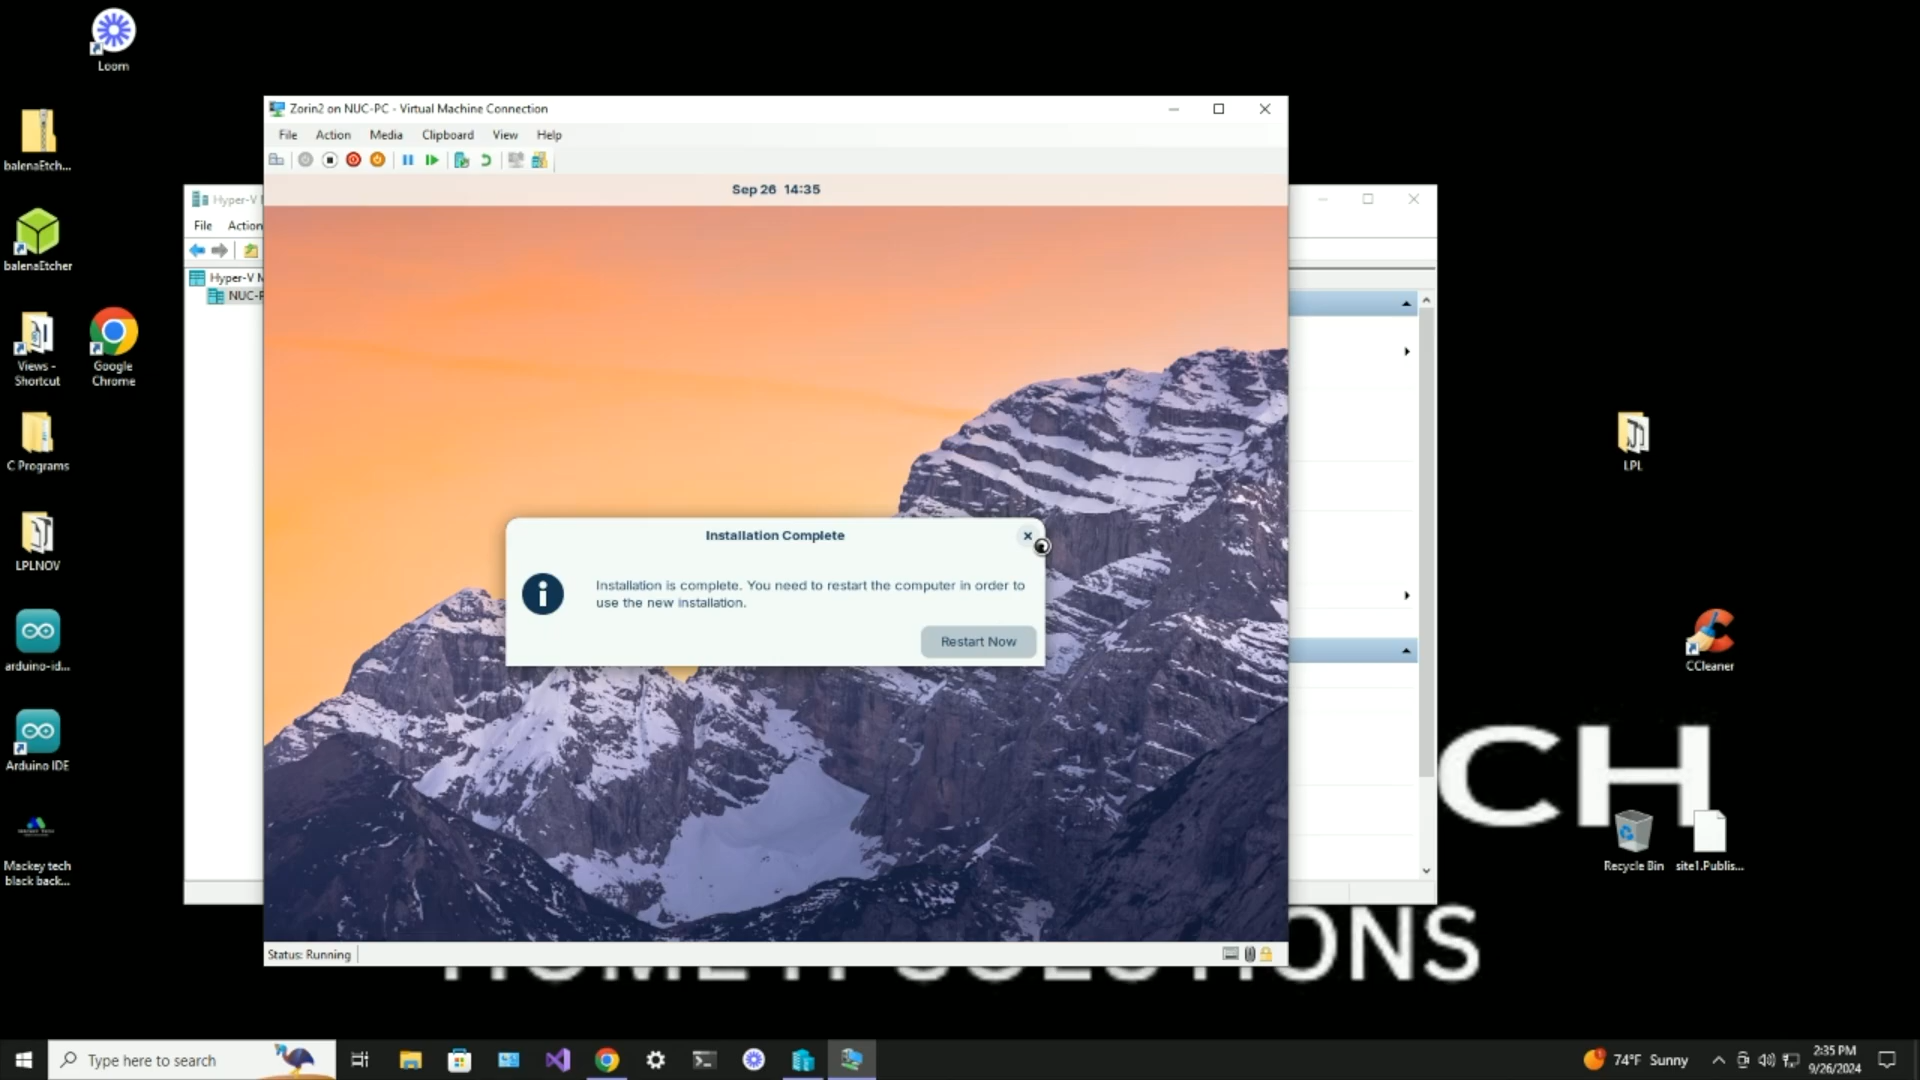 Loom
balenaEtch...
balenaEtcher
Views -
Shortcut
Google
Chrome
C Programs
LPLNOV
arduino-id...
Arduino IDE
Mackey tech
black back...
Zorin2 on NUC-PC - Virtual Machine Connection
File Action Media Clipboard View Help
Sep 26 14:35
Hyper-V
File Action
Hyper-V M
NUC-P
Installation Complete
Installation is complete. You need to restart the computer in order to
use the new installation.
Restart Now
Status: Running
LPL
CCleaner
Recycle Bin
site1.Publis...
CH
HOME IT SOLUTIONS
Type here to search
74°F Sunny
2:35 PM
9/26/2024